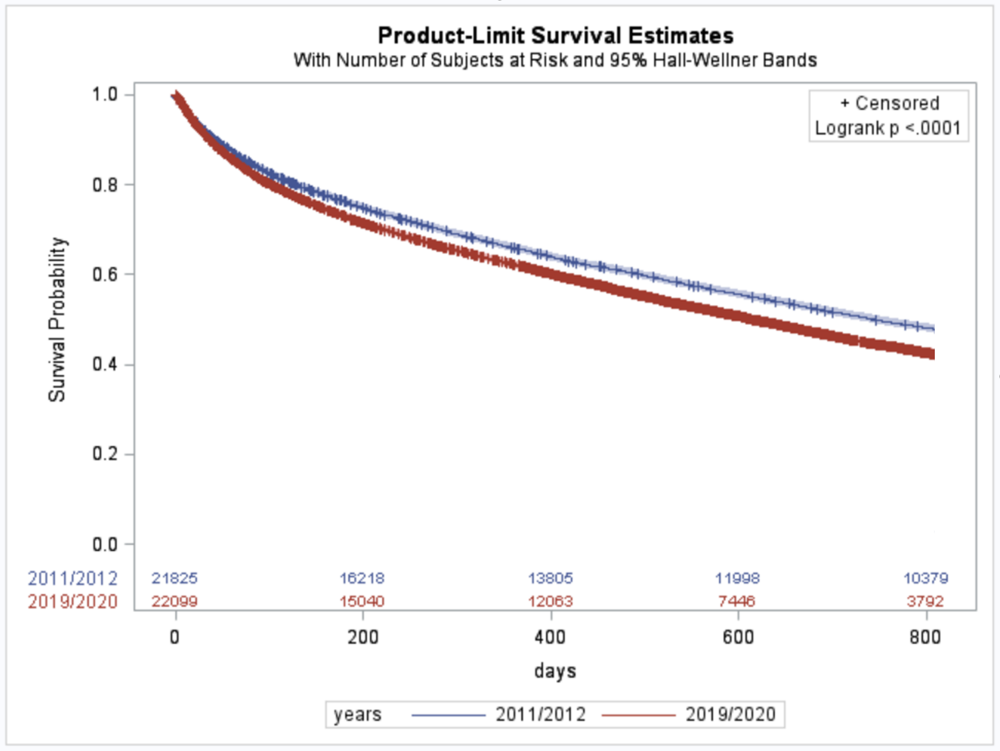 Product-Limit Survival Estimates
With Number of Subjects at Risk and 95% Hall-Wellner Bands
+ Censored
Logrank p <.0001
1.0
0.8
0.6
0.4
0.2
0.0
Survival Probability
2011/2012 21825 16218 13805 11998 10379
2019/2020 22099 15040 12063 7446 3792
0 200 400 600 800
days
years 2011/2012 2019/2020